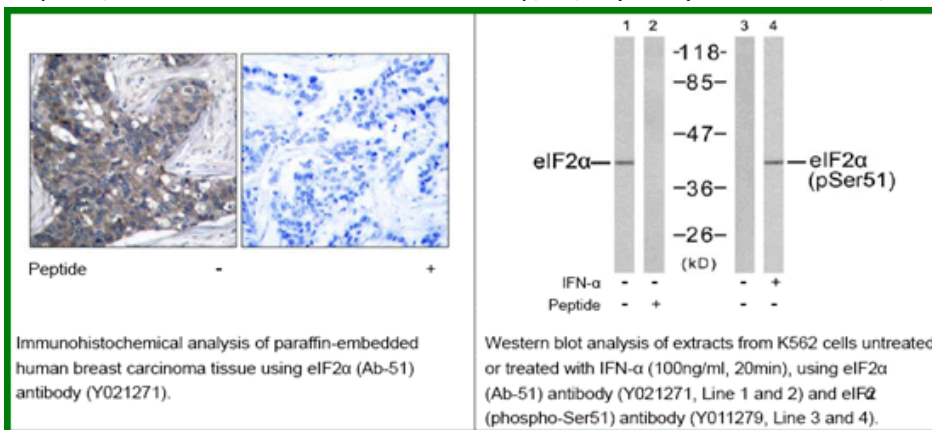 Peptide - +
Immunohistochemical analysis of paraffin-embedded
human breast carcinoma tissue using eIF2α (Ab-51)
antibody (Y021271).
1 2 3 4
-118-
-85-
-47-
eIF2α
eIF2α
(pSer51)
-36-
-26-
(kD)
IFN-α - - - +
Peptide - + - -
Western blot analysis of extracts from K562 cells untreated
or treated with IFN-α (100ng/ml, 20min), using eIF2α
(Ab-51) antibody (Y021271, Line 1 and 2) and eIF2
(phospho-Ser51) antibody (Y011279, Line 3 and 4).